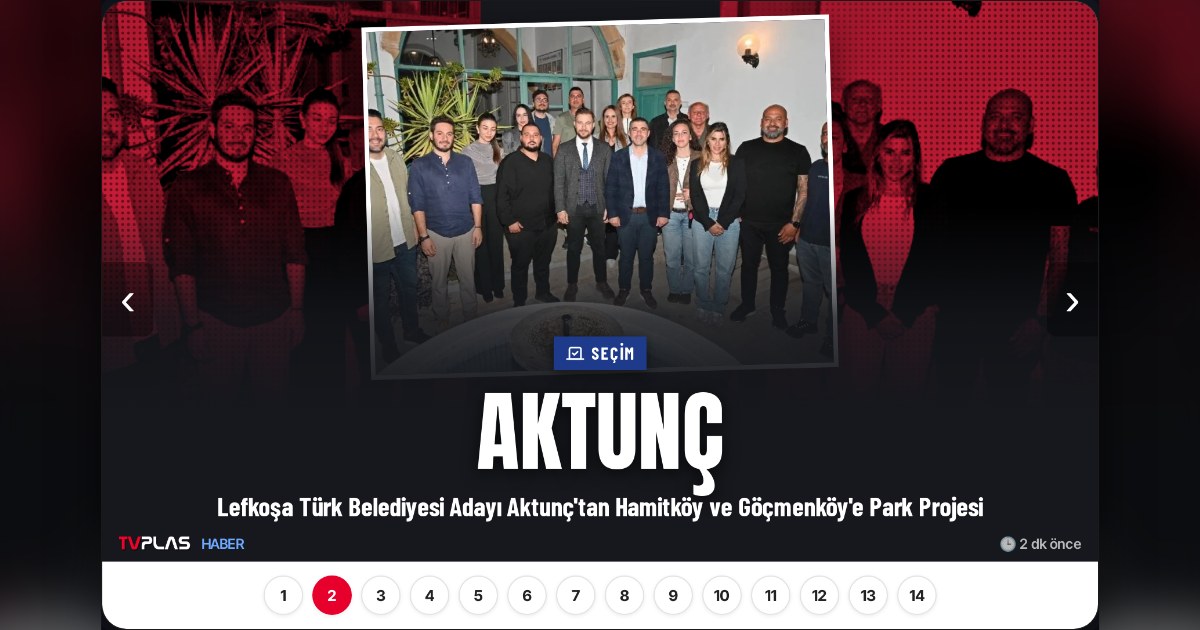 SEÇİM
AKTUNÇ
Lefkoşa Türk Belediyesi Adayı Aktunç'tan Hamitköy ve Göçmenköy'e Park Projesi
TVPLAS HABER
2 dk önce
1 2 3 4 5 6 7 8 9 10 11 12 13 14